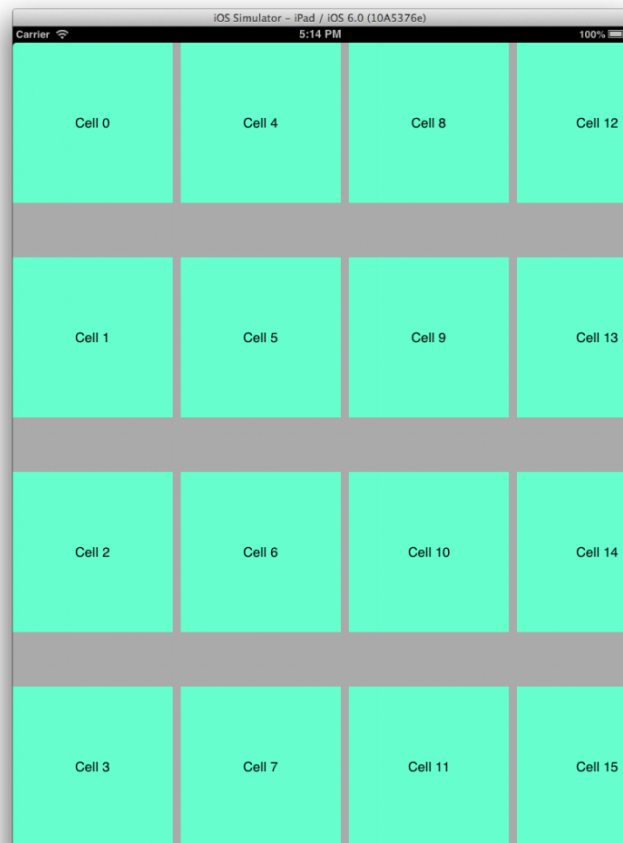 iOS Simulator – iPad / iOS 6.0 (10A5376e)
Carrier 5:14 PM 100%
Cell 0 Cell 4 Cell 8 Cell 12
Cell 1 Cell 5 Cell 9 Cell 13
Cell 2 Cell 6 Cell 10 Cell 14
Cell 3 Cell 7 Cell 11 Cell 15